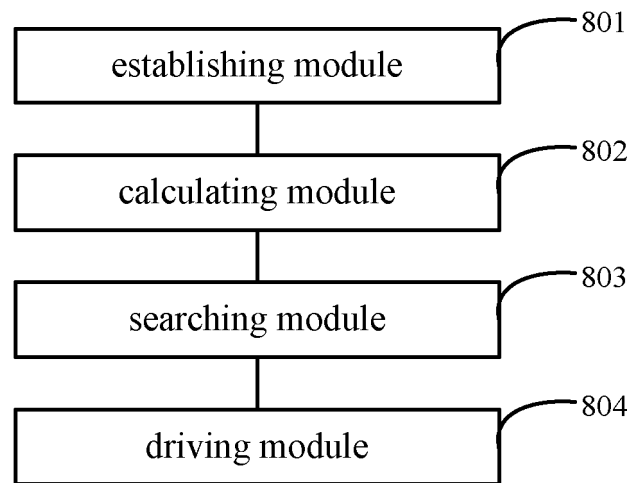 801
establishing module
802
calculating module
803
searching module
804
driving module